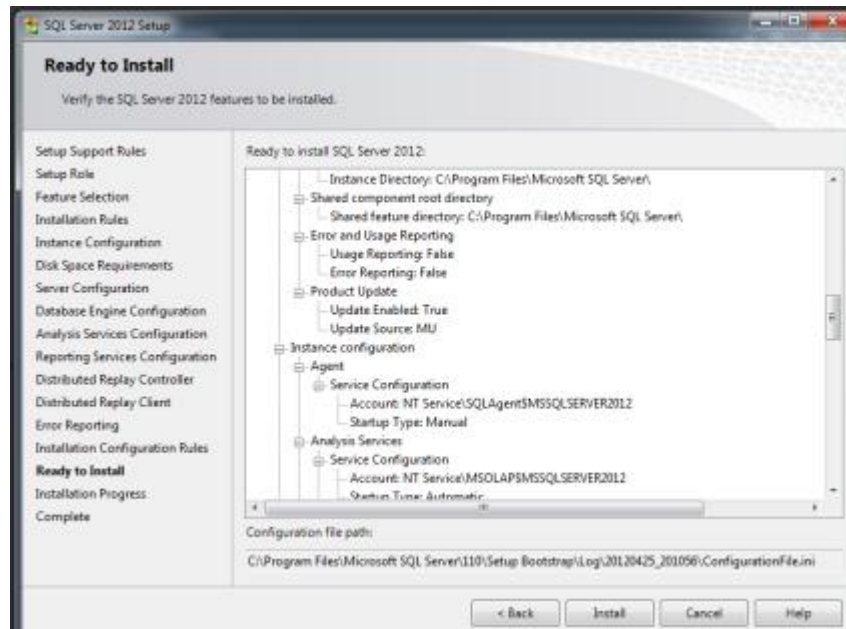 SQL Server 2012 Setup
Ready to Install
Verify the SQL Server 2012 features to be installed.
Setup Support Rules
Setup Role
Feature Selection
Installation Rules
Instance Configuration
Disk Space Requirements
Server Configuration
Database Engine Configuration
Analysis Services Configuration
Reporting Services Configuration
Distributed Replay Controller
Distributed Replay Client
Error Reporting
Installation Configuration Rules
Ready to Install
Installation Progress
Complete
Ready to install SQL Server 2012:
Instance Directory: C:\Program Files\Microsoft SQL Server\
Shared component root directory
Shared feature directory: C:\Program Files\Microsoft SQL Server\
Error and Usage Reporting
Usage Reporting: False
Error Reporting: False
Product Update
Update Enabled: True
Update Source: MU
Instance configuration
Agent
Service Configuration
Account: NT Service\SQLAgent$MSSQLSERVER2012
Startup Type: Manual
Analysis Services
Service Configuration
Account: NT Service\MSOLAP$MSSQLSERVER2012
Startup Type: Automatic
Configuration file path:
C:\Program Files\Microsoft SQL Server\110\Setup Bootstrap\Log\20120425_201056\ConfigurationFile.ini
< Back
Install
Cancel
Help